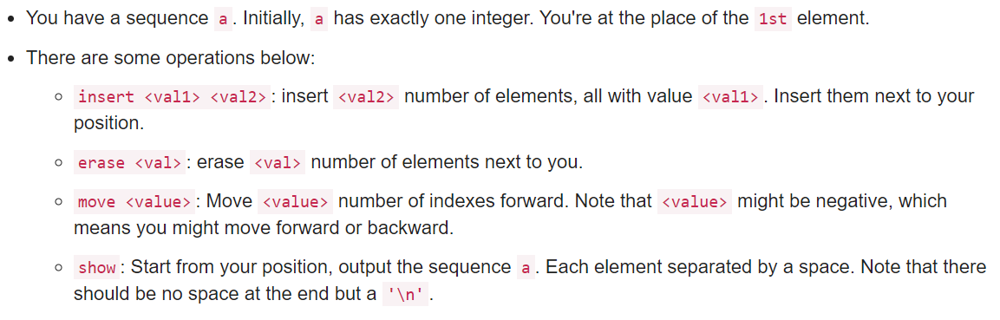 You have a sequence a. Initially, a has exactly one integer. You're at the place of the 1st element.
There are some operations below:
insert <val1> <val2>: insert <val2> number of elements, all with value <val1>. Insert them next to your
position.
erase <val>: erase <val> number of elements next to you.
move <value>: Move <value> number of indexes forward. Note that <value> might be negative, which
means you might move forward or backward.
show: Start from your position, output the sequence a. Each element separated by a space. Note that there
should be no space at the end but a '\n'.